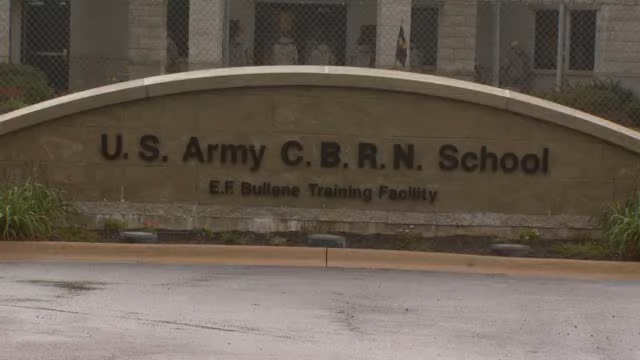 U. S. Army C. B. R. N. School
E.F. Bullene Training Facility